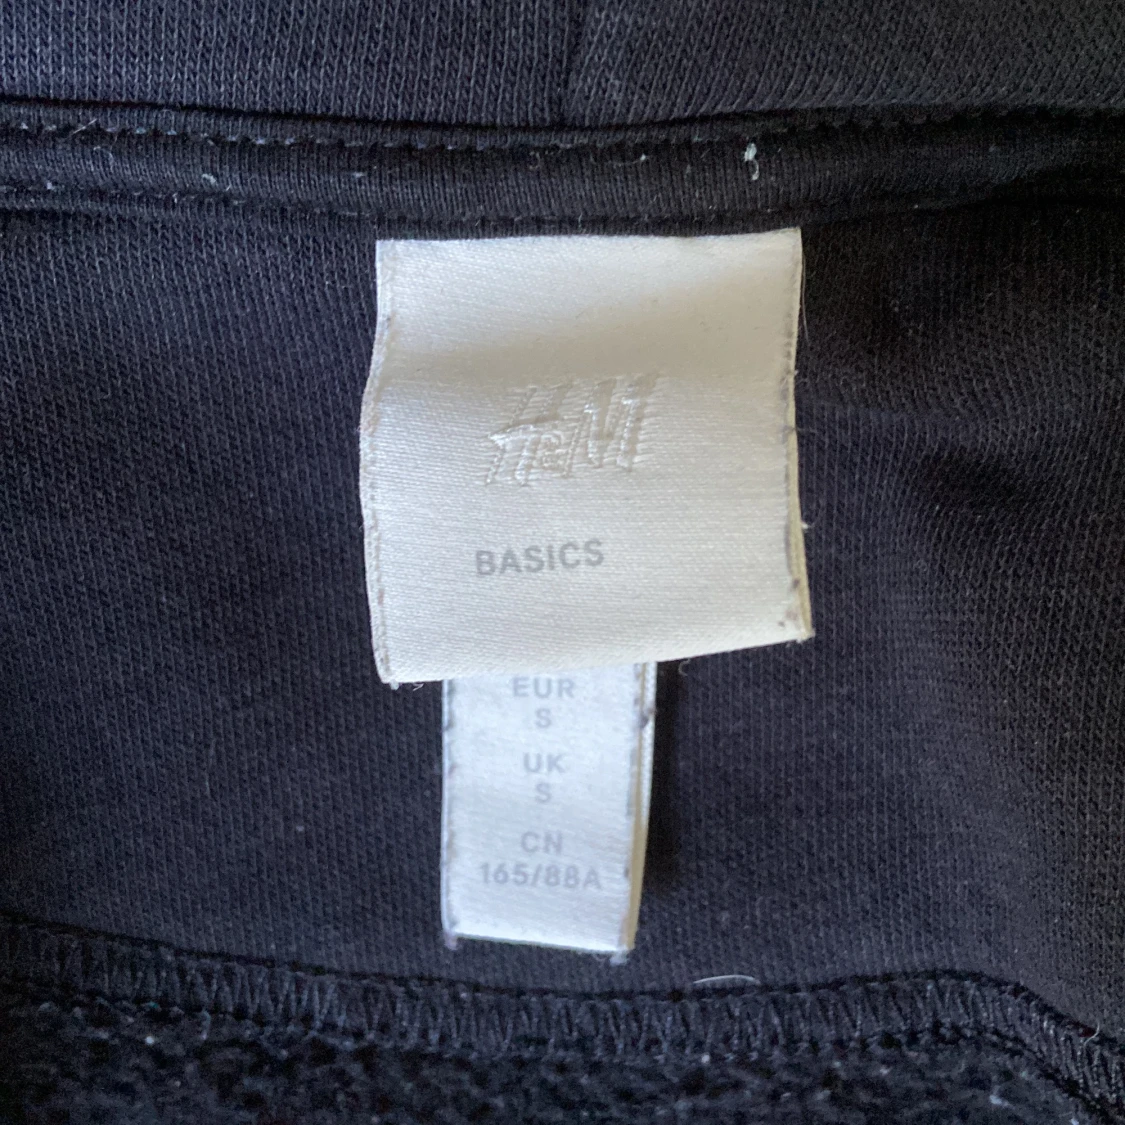 H&M
BASICS
EUR
S
UK
S
CN
165/88A